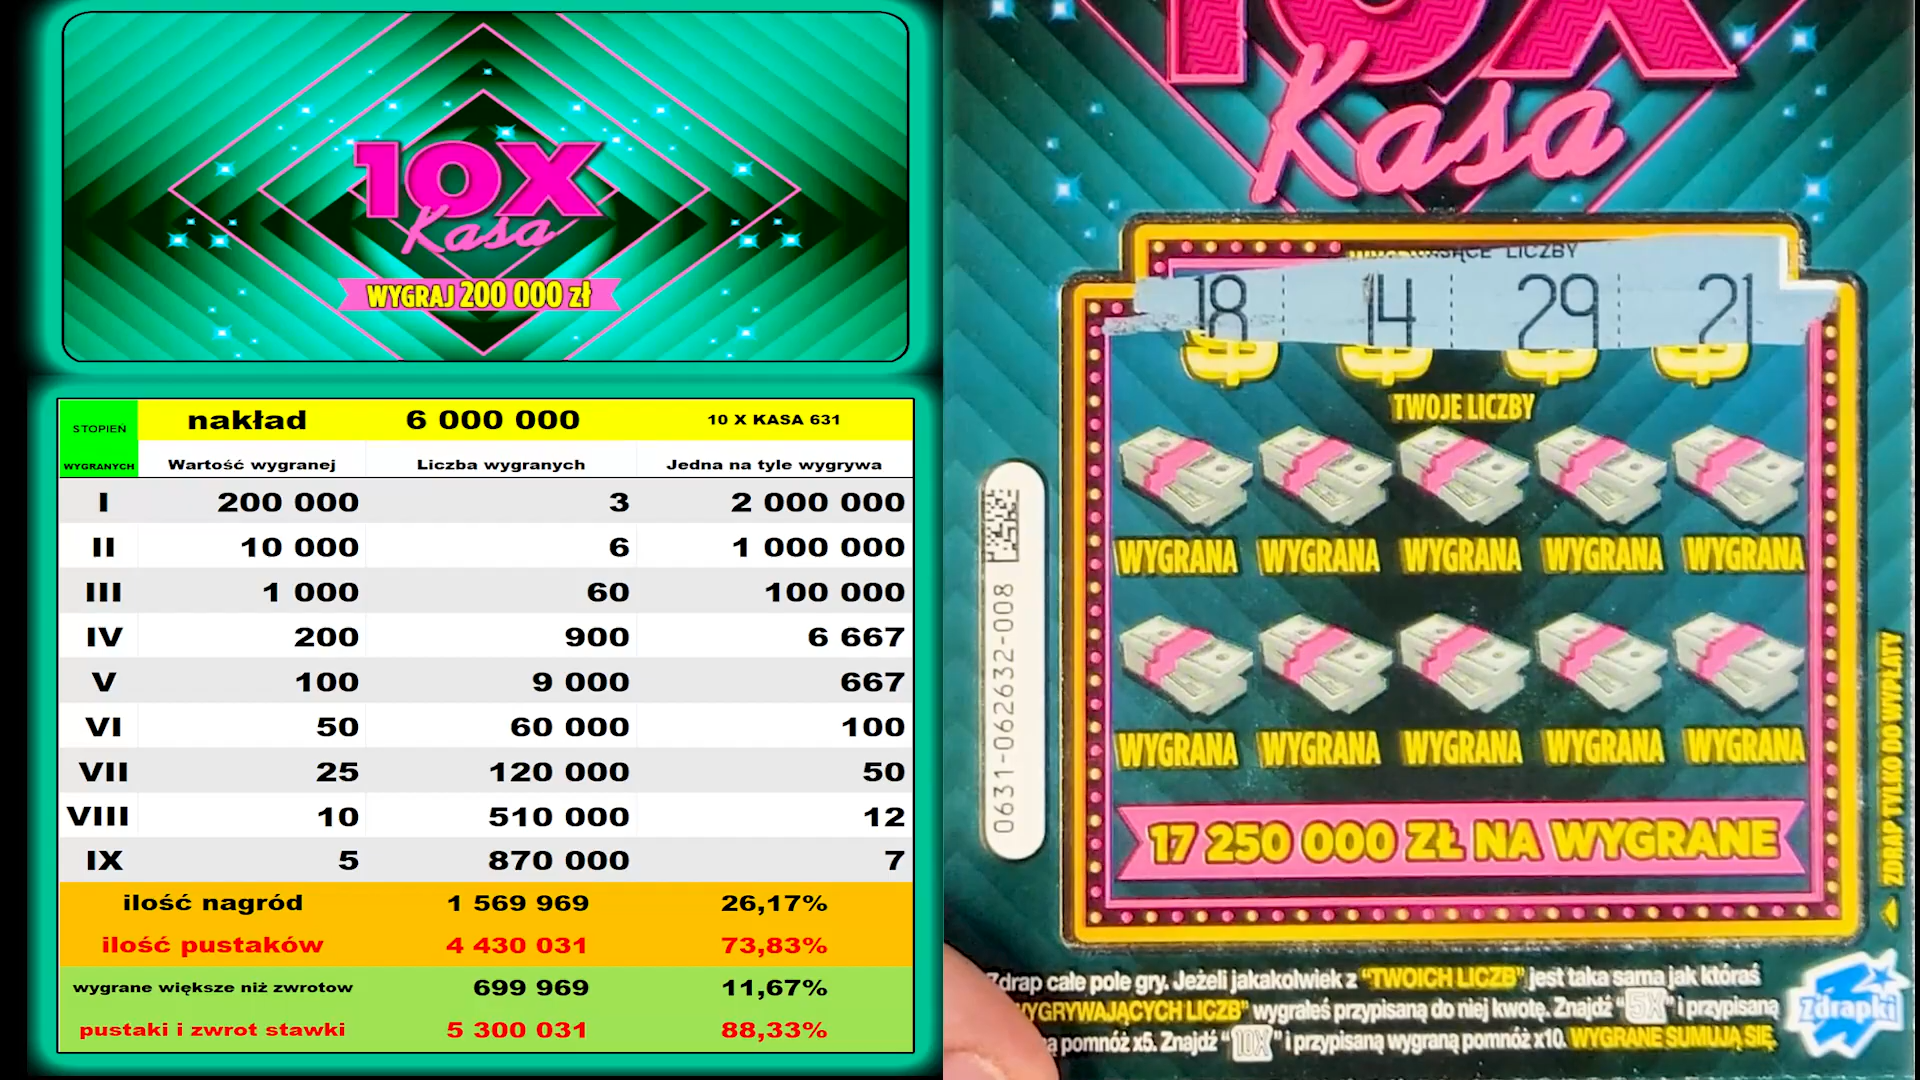 10X
Kasa
WYGRAJ 200 000 zł
STOPIEN WYGRANYCH
nakład 6 000 000 10 X KASA 631
Wartość wygranej Liczba wygranych Jedna na tyle wygrywa
I 200 000 3 2 000 000
II 10 000 6 1 000 000
III 1 000 60 100 000
IV 200 900 6 667
V 100 9 000 667
VI 50 60 000 100
VII 25 120 000 50
VIII 10 510 000 12
IX 5 870 000 7
ilość nagród 1 569 969 26,17%
ilość pustaków 4 430 031 73,83%
wygrane większe niż zwrotow 699 969 11,67%
pustaki i zwrot stawki 5 300 031 88,33%
10X
Kasa
LICZBY
18 14 29 21
TWOJE LICZBY
WYGRANA WYGRANA WYGRANA WYGRANA WYGRANA
WYGRANA WYGRANA WYGRANA WYGRANA WYGRANA
17 250 000 ZŁ NA WYGRANE
0631-062632-008
ZDRAP TYLKO DO WYPŁATY
Zdrap całe pole gry. Jeżeli jakakolwiek z "TWOICH LICZB" jest taka sama jak któraś
WYGRYWAJĄCYCH LICZB" wygrałeś przypisaną do niej kwotę. Znajdź "5X" i przypisaną
pomnóż x5. Znajdź "10X" i przypisaną wygraną pomnóż x10. WYGRANE SUMUJĄ SIĘ.
Zdrapki